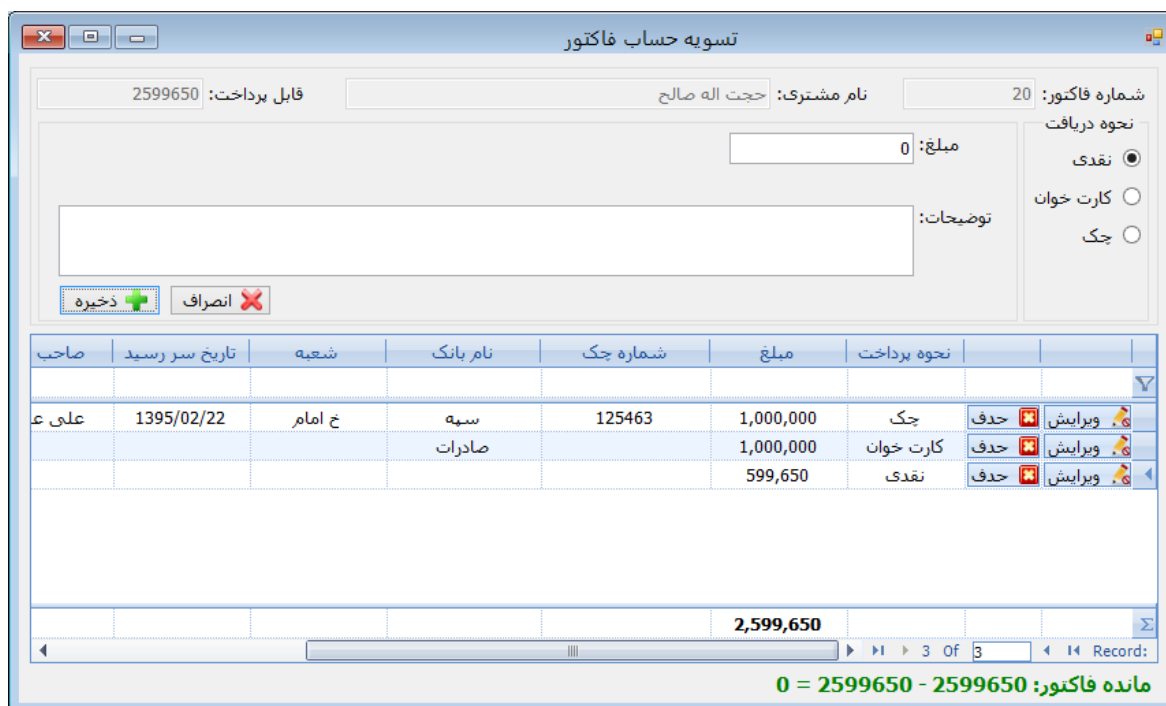 تسویه حساب فاکتور
شماره فاکتور: 20 نام مشتری: حجت اله صالح قابل پرداخت: 2599650
نحوه دریافت
نقدی
کارت خوان
چک
مبلغ: 0
توضیحات:
انصراف ذخیره
نحوه پرداخت مبلغ شماره چک نام بانک شعبه تاریخ سر رسید صاحب
ویرایش حذف چک 1,000,000 125463 سپه خ امام 1395/02/22 علی ع
ویرایش حذف کارت خوان 1,000,000 صادرات
ویرایش حذف نقدی 599,650
Σ 2,599,650
Record: 3 Of 3
مانده فاکتور: 2599650 - 2599650 = 0